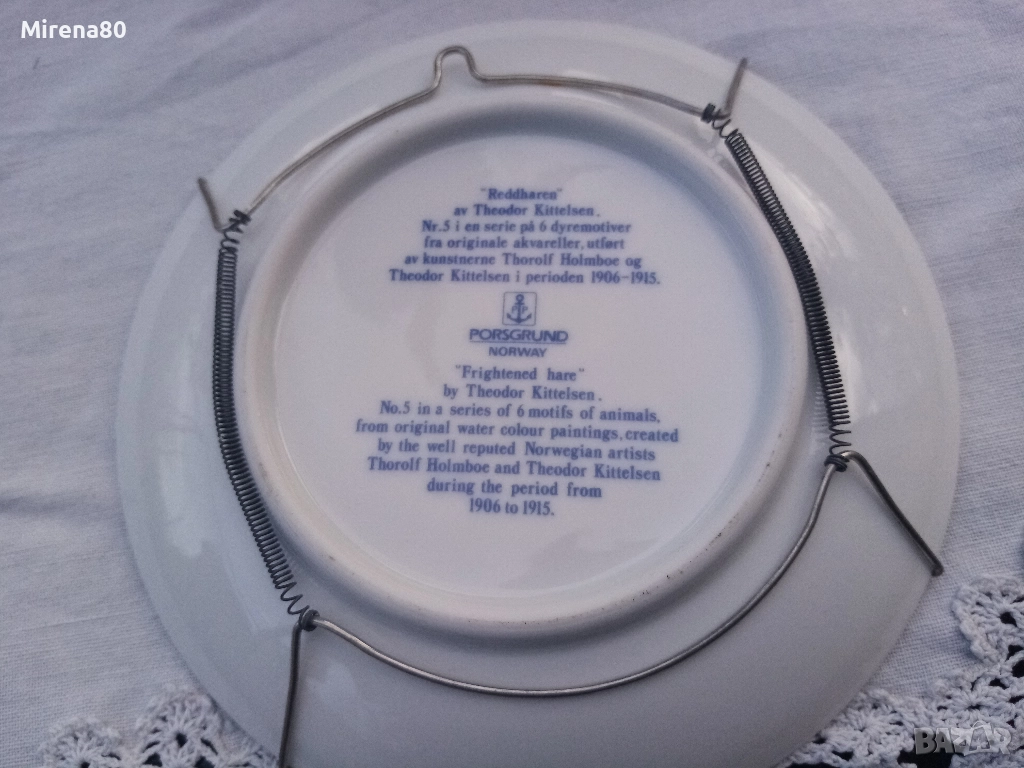 Mirena80
"Reddharen"
av Theodor Kittelsen.
Nr.5 i en serie på 6 dyremotiver
fra originale akvareller, utført
av kunstnerne Thorolf Holmboe og
Theodor Kittelsen i perioden 1906-1915.
PORSGRUND
NORWAY
"Frightened hare"
by Theodor Kittelsen.
No.5 in a series of 6 motifs of animals,
from original water colour paintings, created
by the well reputed Norwegian artists
Thorolf Holmboe and Theodor Kittelsen
during the period from
1906 to 1915.
BAZAR